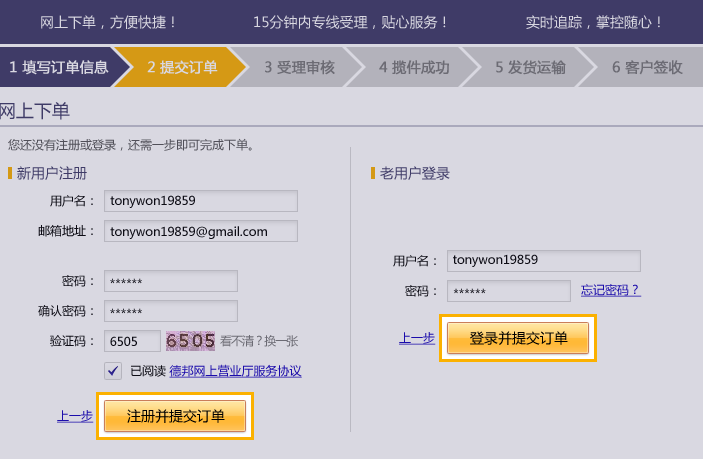 网上下单，方便快捷！
15分钟内专线受理，贴心服务！
实时追踪，掌控随心！
1 填写订单信息
2 提交订单
3 受理审核
4 揽件成功
5 发货运输
6 客户签收
网上下单
您还没有注册或登录，还需一步即可完成下单。
新用户注册
用户名： tonywon19859
邮箱地址： tonywon19859@gmail.com
密码： ******
确认密码： ******
验证码： 6505 6505 看不清？换一张
已阅读 德邦网上营业厅服务协议
上一步 注册并提交订单
老用户登录
用户名： tonywon19859
密码： ****** 忘记密码？
上一步 登录并提交订单